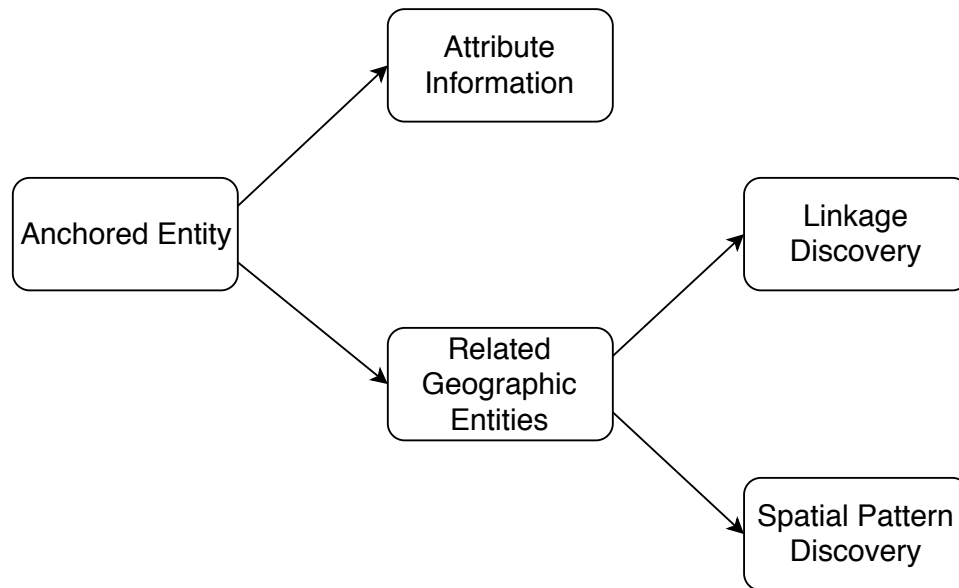 Attribute
Information
Anchored Entity
Linkage
Discovery
Related
Geographic
Entities
Spatial Pattern
Discovery